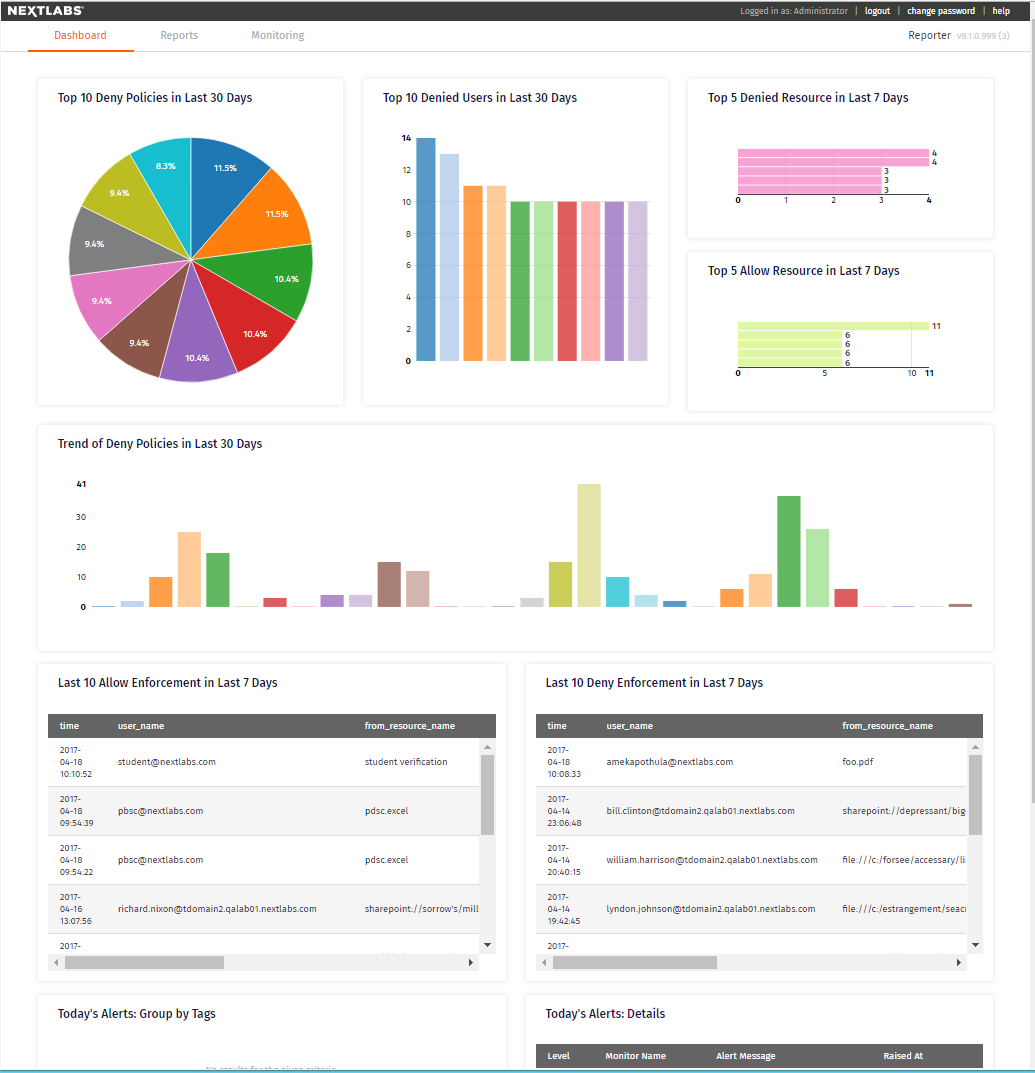 NEXTLABS
Logged in as: Administrator | logout | change password | help
Dashboard Reports Monitoring Reporter v8.1.0.999 (3)
Top 10 Deny Policies in Last 30 Days
11.5%
11.5%
10.4%
10.4%
10.4%
9.4%
9.4%
9.4%
9.4%
8.3%
Top 10 Denied Users in Last 30 Days
14
12
10
8
6
4
2
0
Top 5 Denied Resource in Last 7 Days
4
4
3
3
3
0 1 2 3 4
Top 5 Allow Resource in Last 7 Days
11
6
6
6
6
0 5 10 11
Trend of Deny Policies in Last 30 Days
41
30
20
10
0
Last 10 Allow Enforcement in Last 7 Days
time user_name from_resource_name
2017-
04-18
10:10:52
student@nextlabs.com student verification
2017-
04-18
09:54:39
pbsc@nextlabs.com pdsc.excel
2017-
04-18
09:54:22
pbsc@nextlabs.com pdsc.excel
2017-
04-16
13:07:56
richard.nixon@tdomain2.qalab01.nextlabs.com sharepoint://sorrow's/mill
2017-
Last 10 Deny Enforcement in Last 7 Days
time user_name from_resource_name
2017-
04-18
10:08:33
amekapothula@nextlabs.com foo.pdf
2017-
04-14
23:06:48
bill.clinton@tdomain2.qalab01.nextlabs.com sharepoint://depressant/big
2017-
04-14
20:40:15
william.harrison@tdomain2.qalab01.nextlabs.com file:///c:/forsee/accessary/li
2017-
04-14
19:42:45
lyndon.johnson@tdomain2.qalab01.nextlabs.com file:///c:/estrangement/seacr
2017-
Today's Alerts: Group by Tags
No results for the given criteria
Today's Alerts: Details
Level Monitor Name Alert Message Raised At